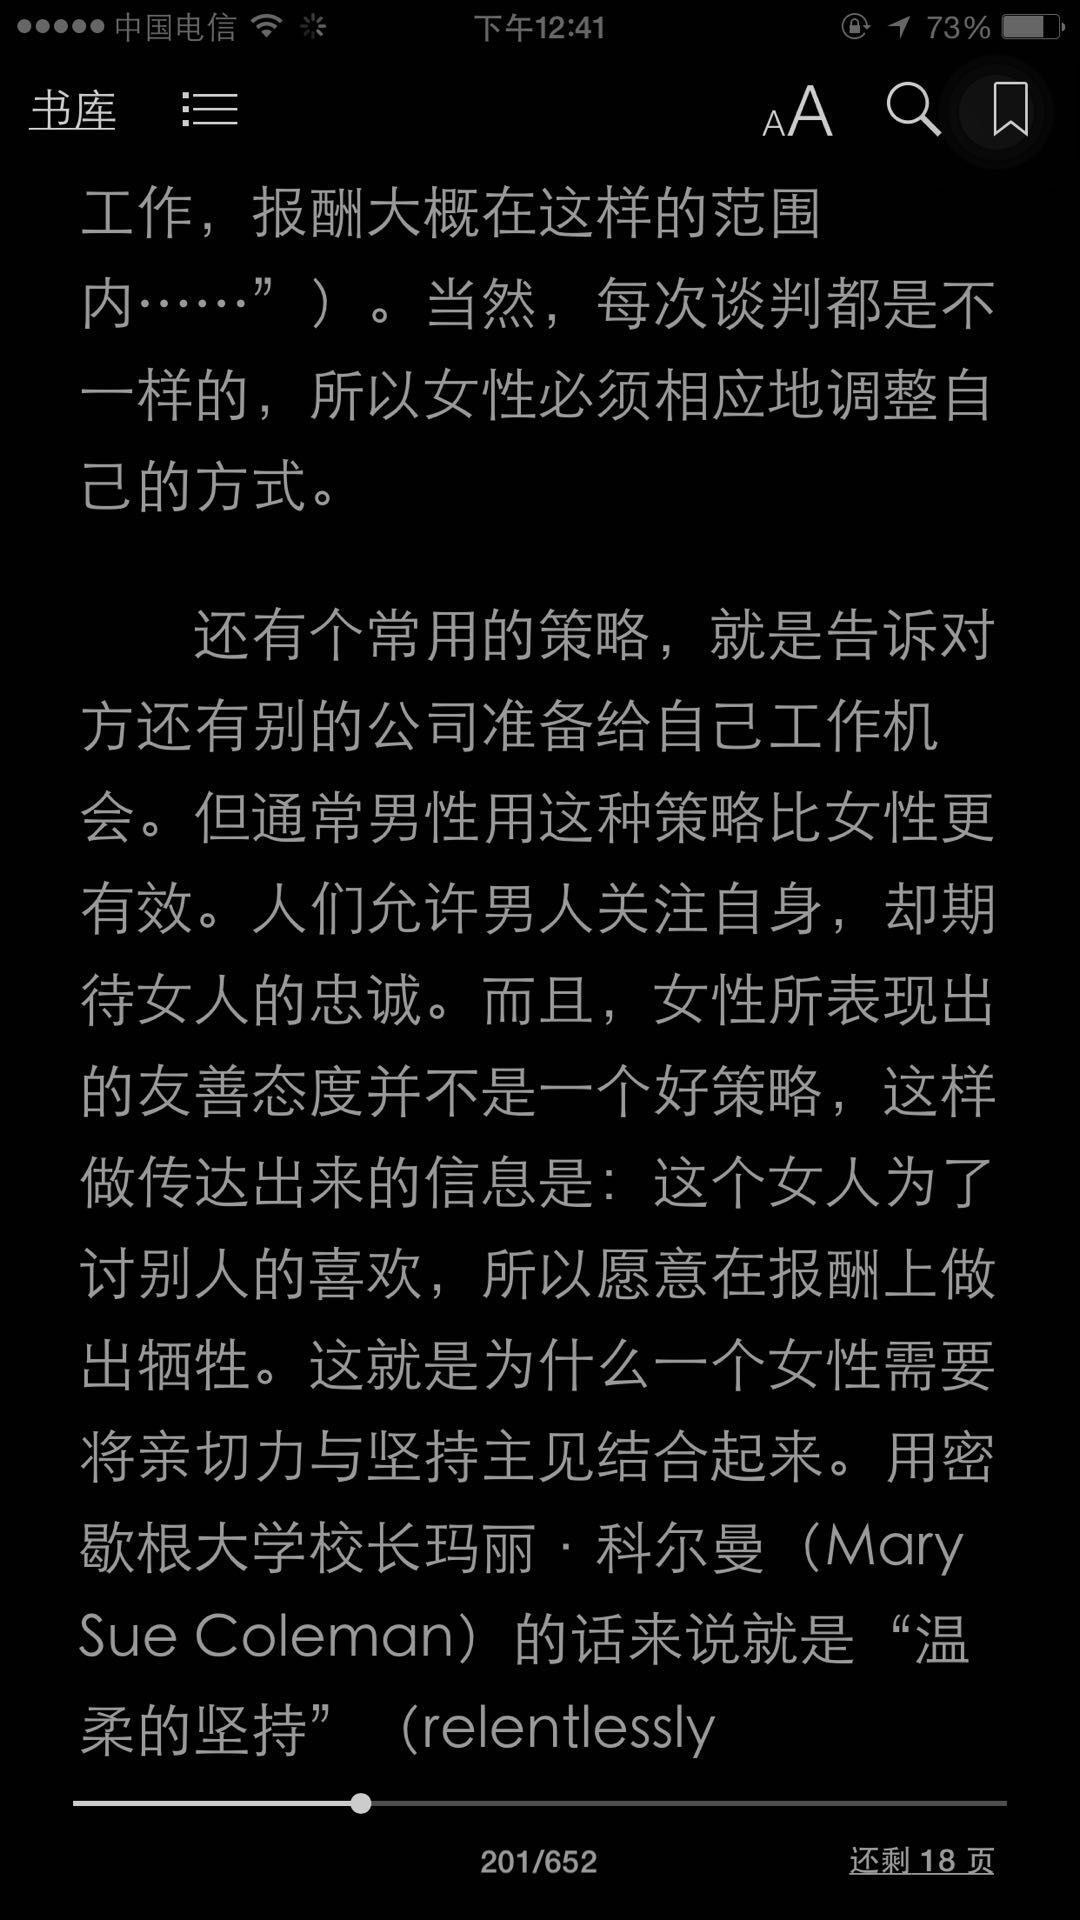 中国电信 下午12:41 73%
书库 AA
工作，报酬大概在这样的范围
内……”）。当然，每次谈判都是不
一样的，所以女性必须相应地调整自
己的方式。
还有个常用的策略，就是告诉对
方还有别的公司准备给自己工作机
会。但通常男性用这种策略比女性更
有效。人们允许男人关注自身，却期
待女人的忠诚。而且，女性所表现出
的友善态度并不是一个好策略，这样
做传达出来的信息是：这个女人为了
讨别人的喜欢，所以愿意在报酬上做
出牺牲。这就是为什么一个女性需要
将亲切力与坚持主见结合起来。用密
歇根大学校长玛丽·科尔曼（Mary
Sue Coleman）的话来说就是“温
柔的坚持”（relentlessly
201/652 还剩 18 页